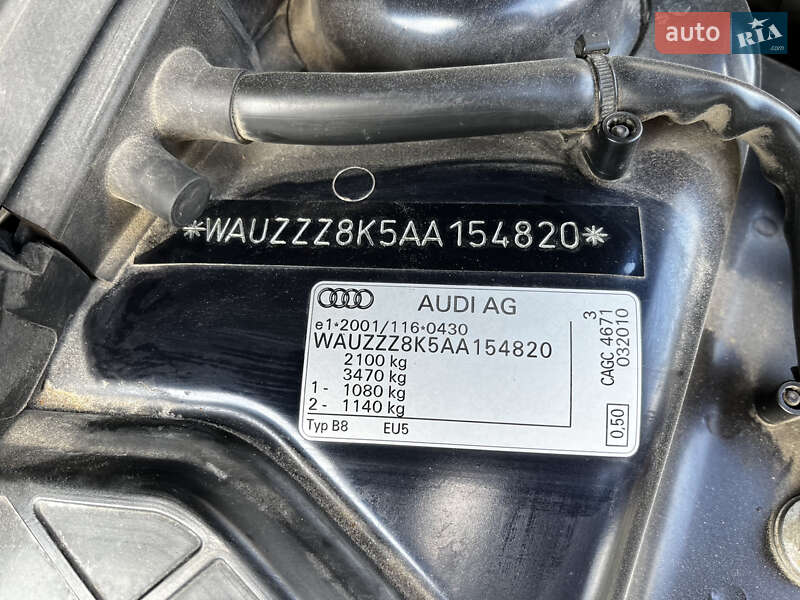 auto RIA
.com
*WAUZZZ8K5AA154820*
AUDI AG
e1*2001/116*0430
WAUZZZ8K5AA154820
2100 kg
3470 kg
1 - 1080 kg
2 - 1140 kg
Typ B8 EU5
3
CAGC 4671
032010
0,50